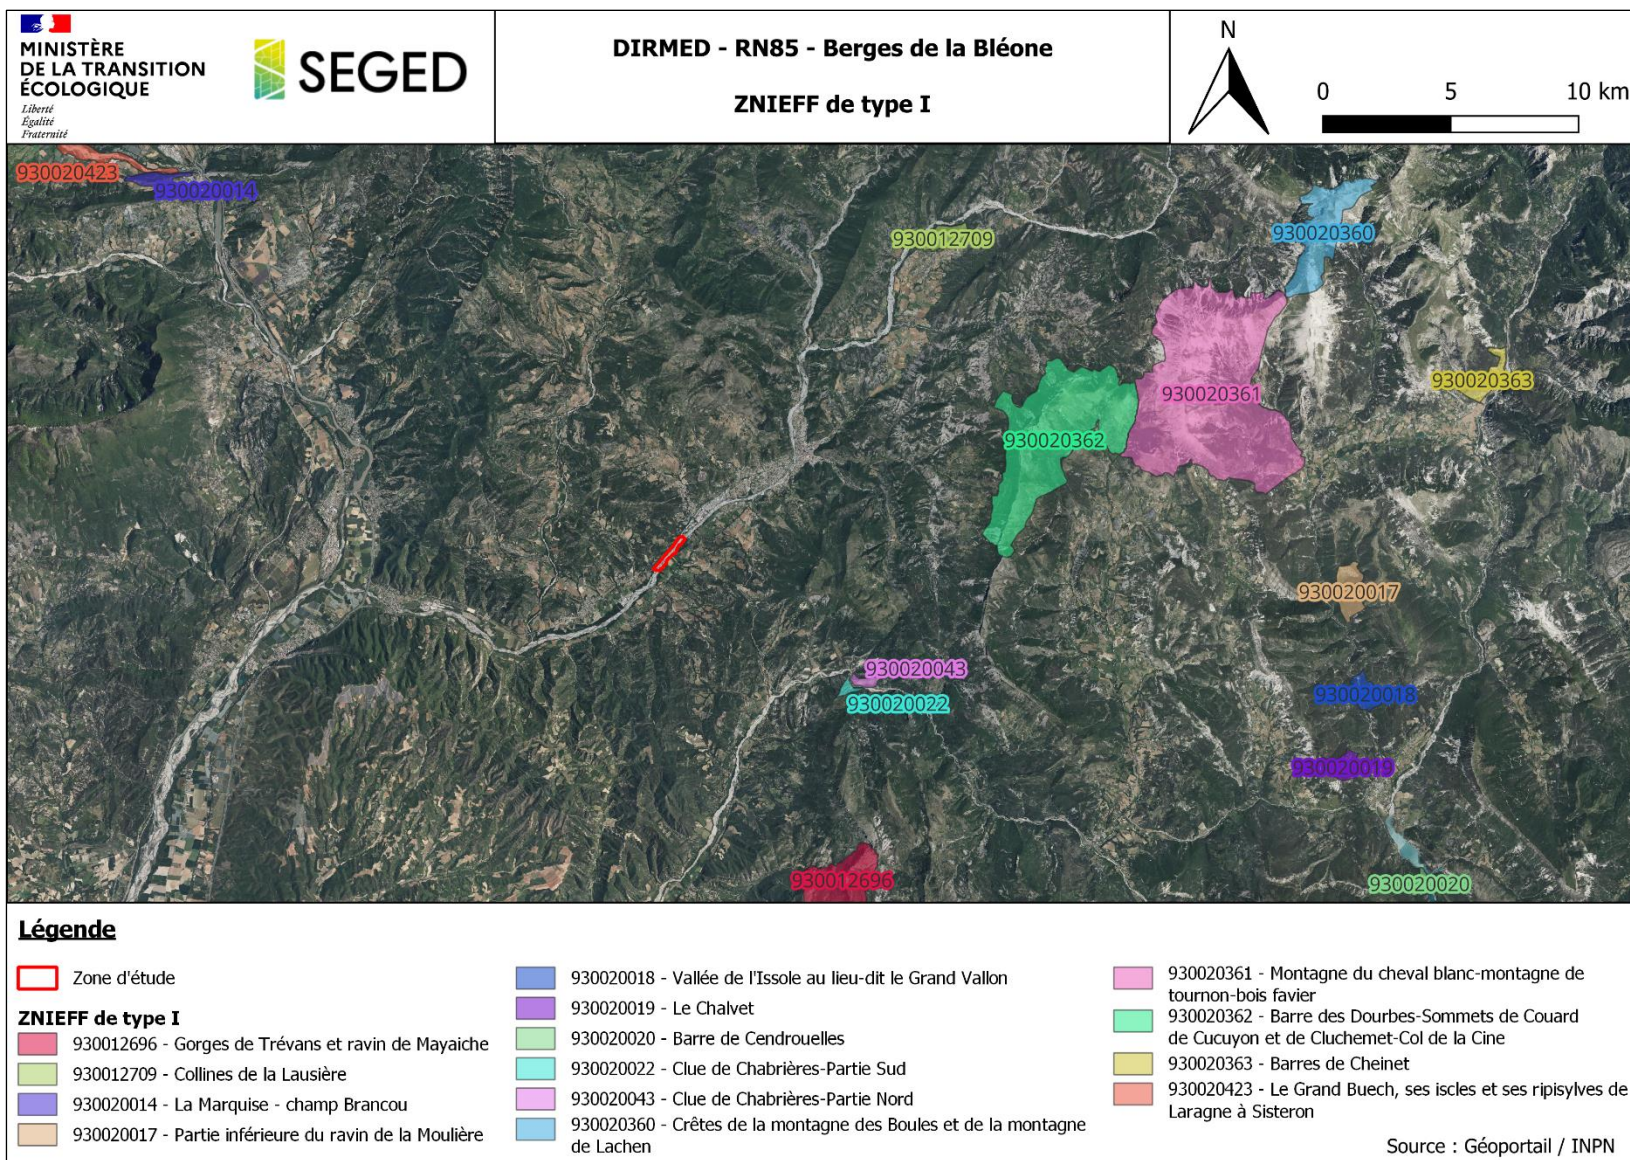 MINISTÈRE
DE LA TRANSITION
ÉCOLOGIQUE
Liberté
Égalité
Fraternité
SEGED
DIRMED - RN85 - Berges de la Bléone
ZNIEFF de type I
N
0 5 10 km
930020423
930020014
930012709
930020360
930020361
930020363
930020362
930020017
930020043
930020022
930020018
930020019
930012696
930020020
Légende
Zone d'étude
ZNIEFF de type I
930012696 - Gorges de Trévans et ravin de Mayaiche
930012709 - Collines de la Lausière
930020014 - La Marquise - champ Brancou
930020017 - Partie inférieure du ravin de la Moulière
930020018 - Vallée de l'Issole au lieu-dit le Grand Vallon
930020019 - Le Chalvet
930020020 - Barre de Cendrouelles
930020022 - Clue de Chabrières-Partie Sud
930020043 - Clue de Chabrières-Partie Nord
930020360 - Crêtes de la montagne des Boules et de la montagne
de Lachen
930020361 - Montagne du cheval blanc-montagne de
tournon-bois favier
930020362 - Barre des Dourbes-Sommets de Couard
de Cucuyon et de Cluchemet-Col de la Cine
930020363 - Barres de Cheinet
930020423 - Le Grand Buech, ses iscles et ses ripisylves de
Laragne à Sisteron
Source : Géoportail / INPN